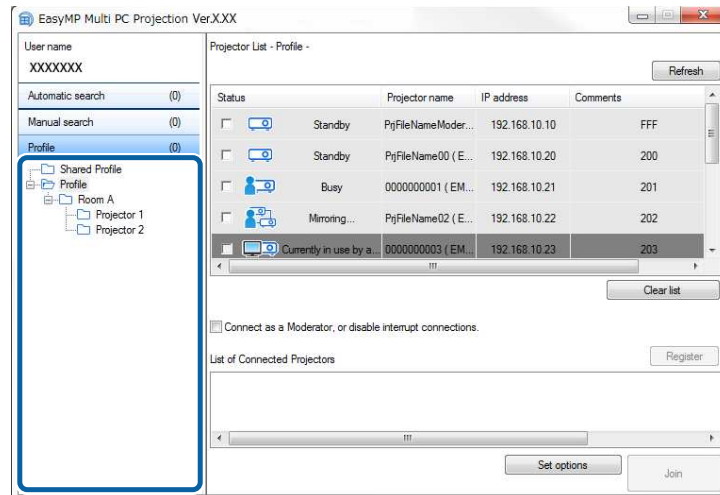 EasyMP Multi PC Projection Ver.X.XX
User name
XXXXXXX
Automatic search (0)
Manual search (0)
Profile (0)
Shared Profile
Profile
Room A
Projector 1
Projector 2
Projector List - Profile -
Refresh
Status Projector name IP address Comments
Standby PrjFileNameModer... 192.168.10.10 FFF
Standby PrjFileName00 ( E... 192.168.10.20 200
Busy 0000000001 ( EM... 192.168.10.21 201
Mirroring... PrjFileName02 ( E... 192.168.10.22 202
Currently in use by a... 0000000003 ( EM... 192.168.10.23 203
Clear list
Connect as a Moderator, or disable interrupt connections.
List of Connected Projectors
Register
Set options
Join